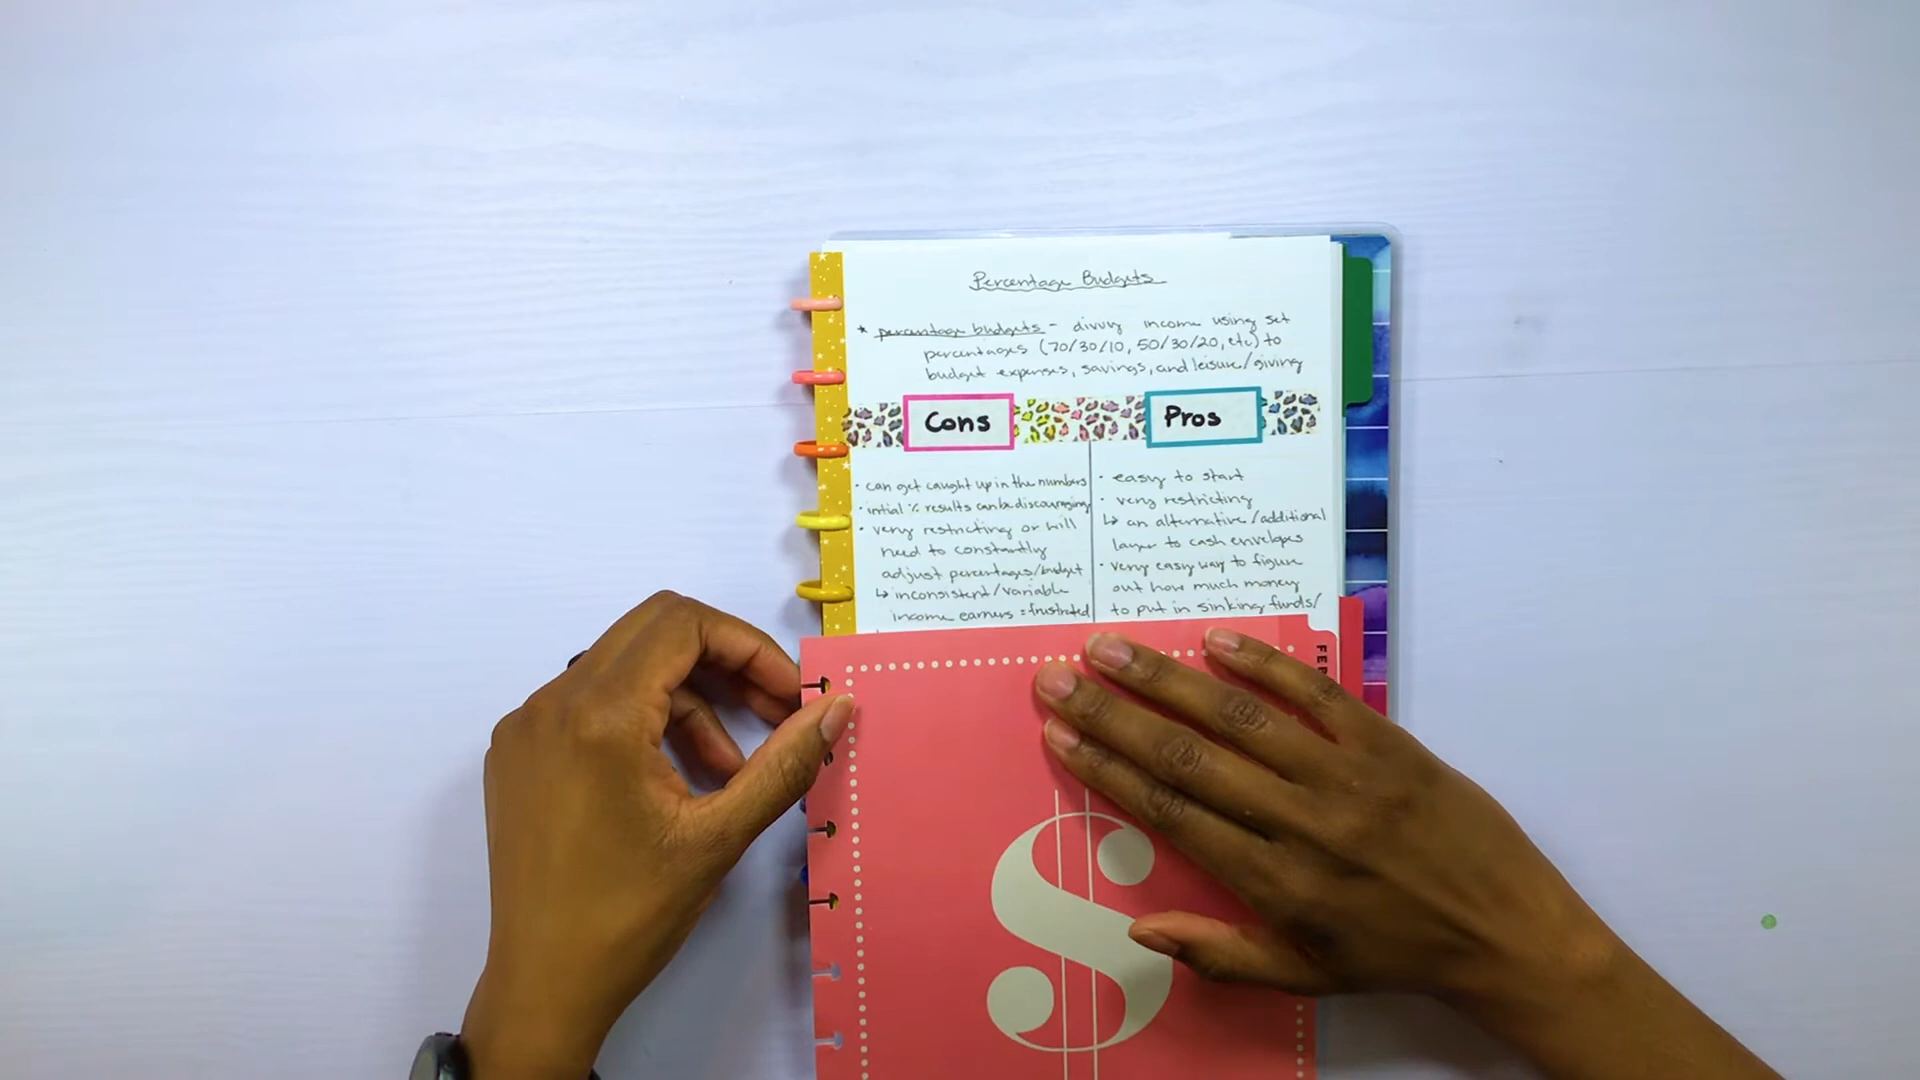 Percentage Budgets
* percentage budgets - divvy income using set
percentages (70/30/10, 50/30/20, etc) to
budget expenses, savings, and leisure/giving
Cons
Pros
· can get caught up in the numbers
· intial % results can be discouraging
· very restricting or will
need to constantly
adjust percentages/budget
↳ inconsistent/variable
income earners = frustrated
· easy to start
· very restricting
↳ an alternative/additional
layer to cash envelopes
· very easy way to figure
out how much money
to put in sinking funds/
FEB
$